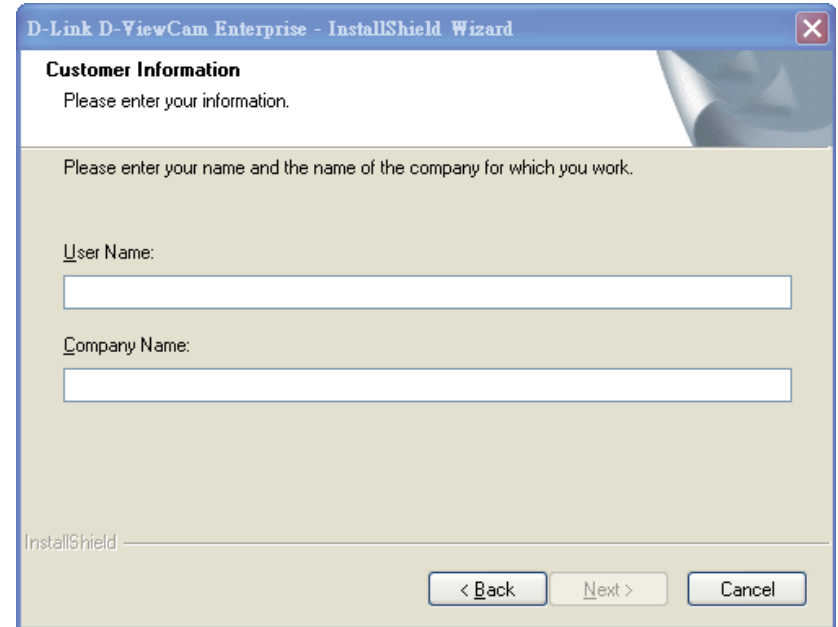 D-Link D-ViewCam Enterprise - InstallShield Wizard
Customer Information
Please enter your information.
Please enter your name and the name of the company for which you work.
User Name:
Company Name:
InstallShield
< Back
Next >
Cancel